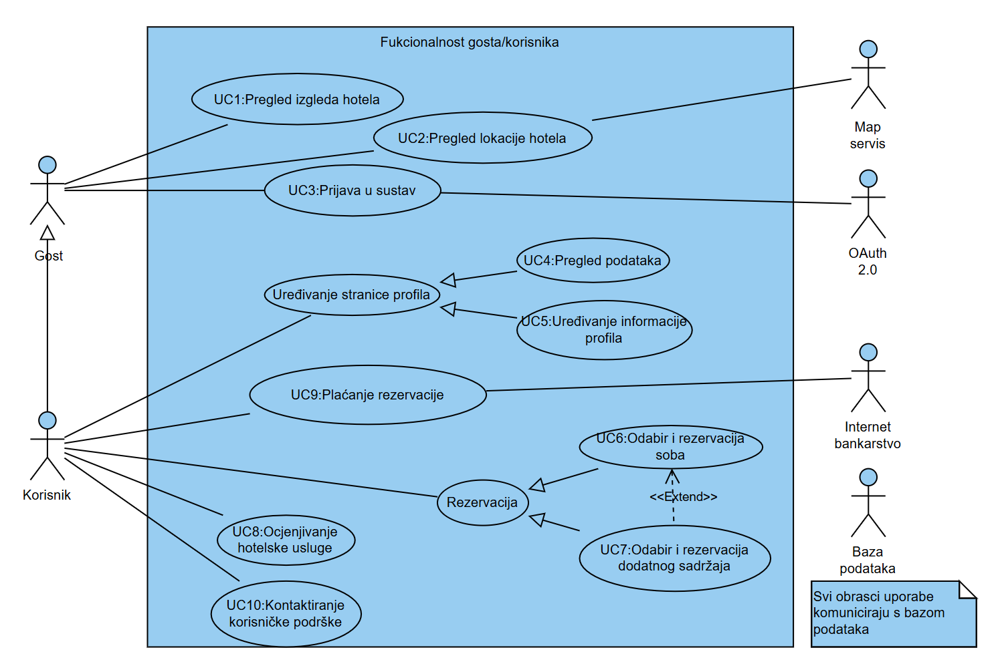 Fukcionalnost gosta/korisnika
UC1:Pregled izgleda hotela
UC2:Pregled lokacije hotela
Map
servis
UC3:Prijava u sustav
Gost
OAuth
2.0
UC4:Pregled podataka
Uređivanje stranice profila
UC5:Uređivanje informacije
profila
UC9:Plaćanje rezervacije
Internet
bankarstvo
UC6:Odabir i rezervacija
soba
Korisnik
Rezervacija
<<Extend>>
UC8:Ocjenjivanje
hotelske usluge
UC7:Odabir i rezervacija
dodatnog sadržaja
Baza
podataka
UC10:Kontaktiranje
korisničke podrške
Svi obrasci uporabe
komuniciraju s bazom
podataka